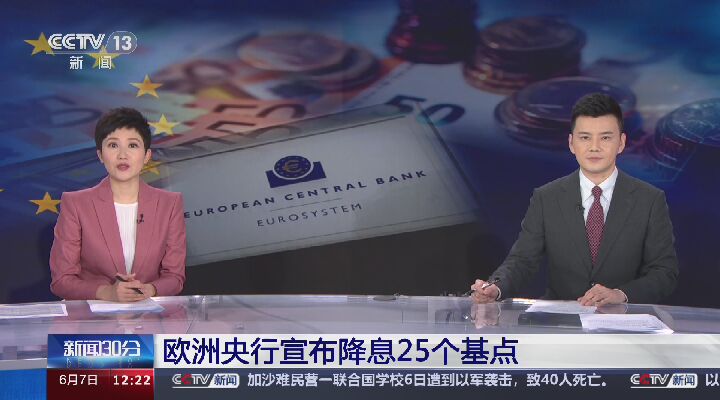 CCTV 13
新闻
50
EUROPEAN CENTRAL BANK
EUROSYSTEM
新闻30分
欧洲央行宣布降息25个基点
6月7日 12:22 CCTV新闻 加沙难民营一联合国学校6日遭到以军袭击，致40人死亡。 CCTV新闻